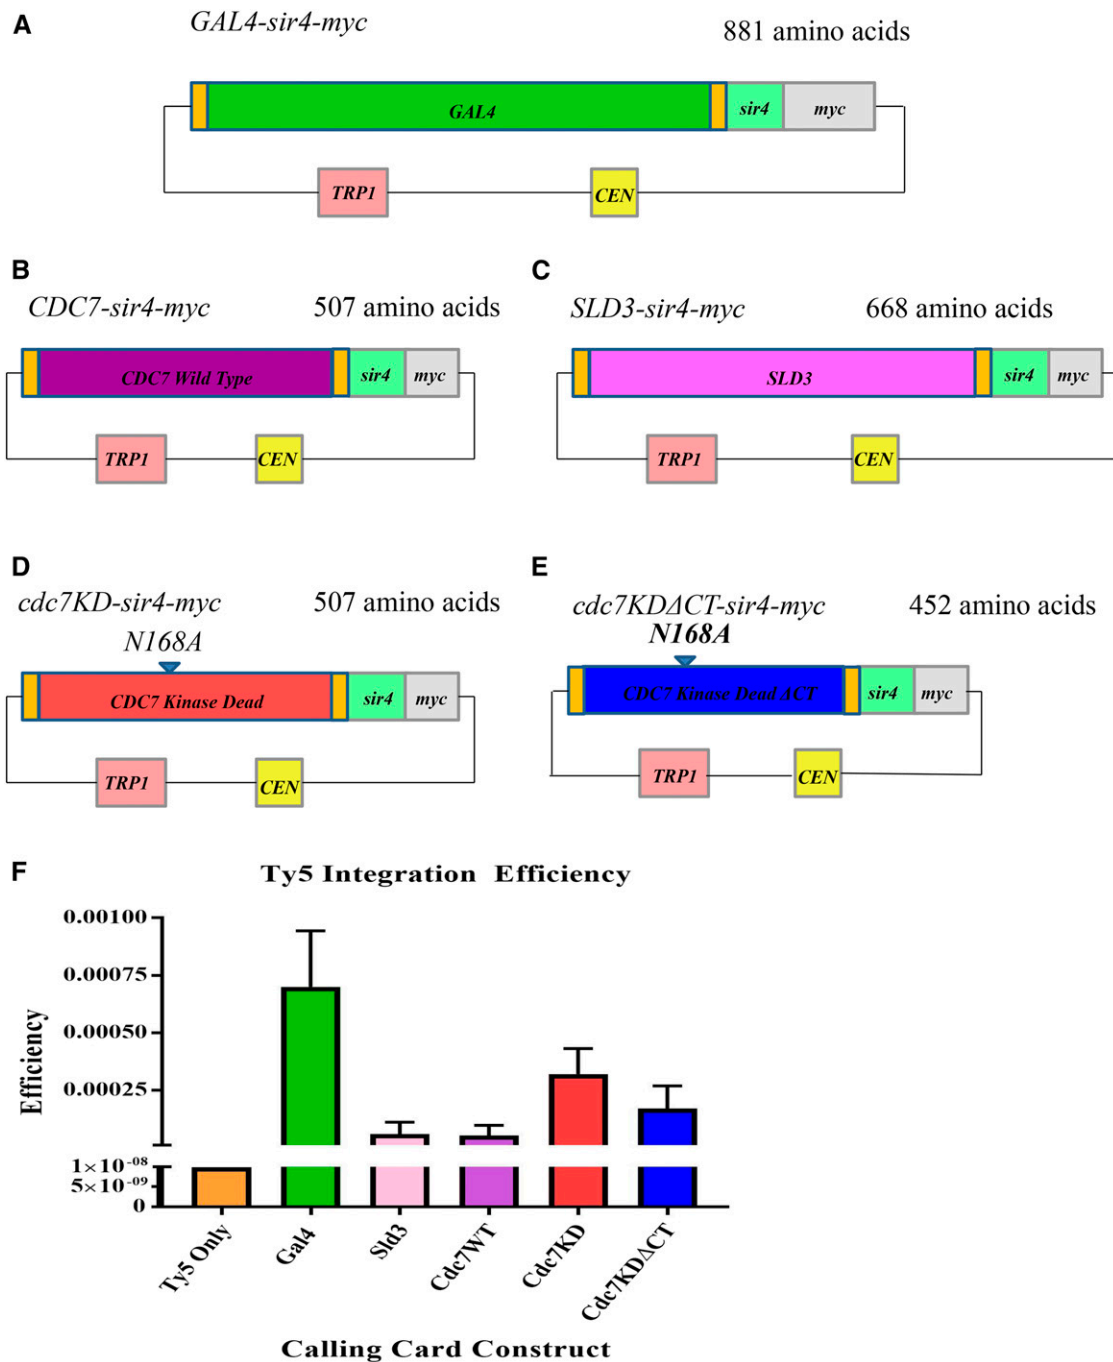 A
GAL4-sir4-myc
881 amino acids
GAL4
sir4
myc
TRP1
CEN
B
CDC7-sir4-myc
507 amino acids
CDC7 Wild Type
sir4
myc
TRP1
CEN
C
SLD3-sir4-myc
668 amino acids
SLD3
sir4
myc
TRP1
CEN
D
cdc7KD-sir4-myc
507 amino acids
N168A
CDC7 Kinase Dead
sir4
myc
TRP1
CEN
E
cdc7KDΔCT-sir4-myc
452 amino acids
N168A
CDC7 Kinase Dead ΔCT
sir4
myc
TRP1
CEN
F
Ty5 Integration Efficiency
Efficiency
0.00100
0.00075
0.00050
0.00025
1×10⁻⁰⁸
5×10⁻⁰⁹
0
Ty5 Only
Gal4
Sld3
Cdc7WT
Cdc7KD
Cdc7KDΔCT
Calling Card Construct